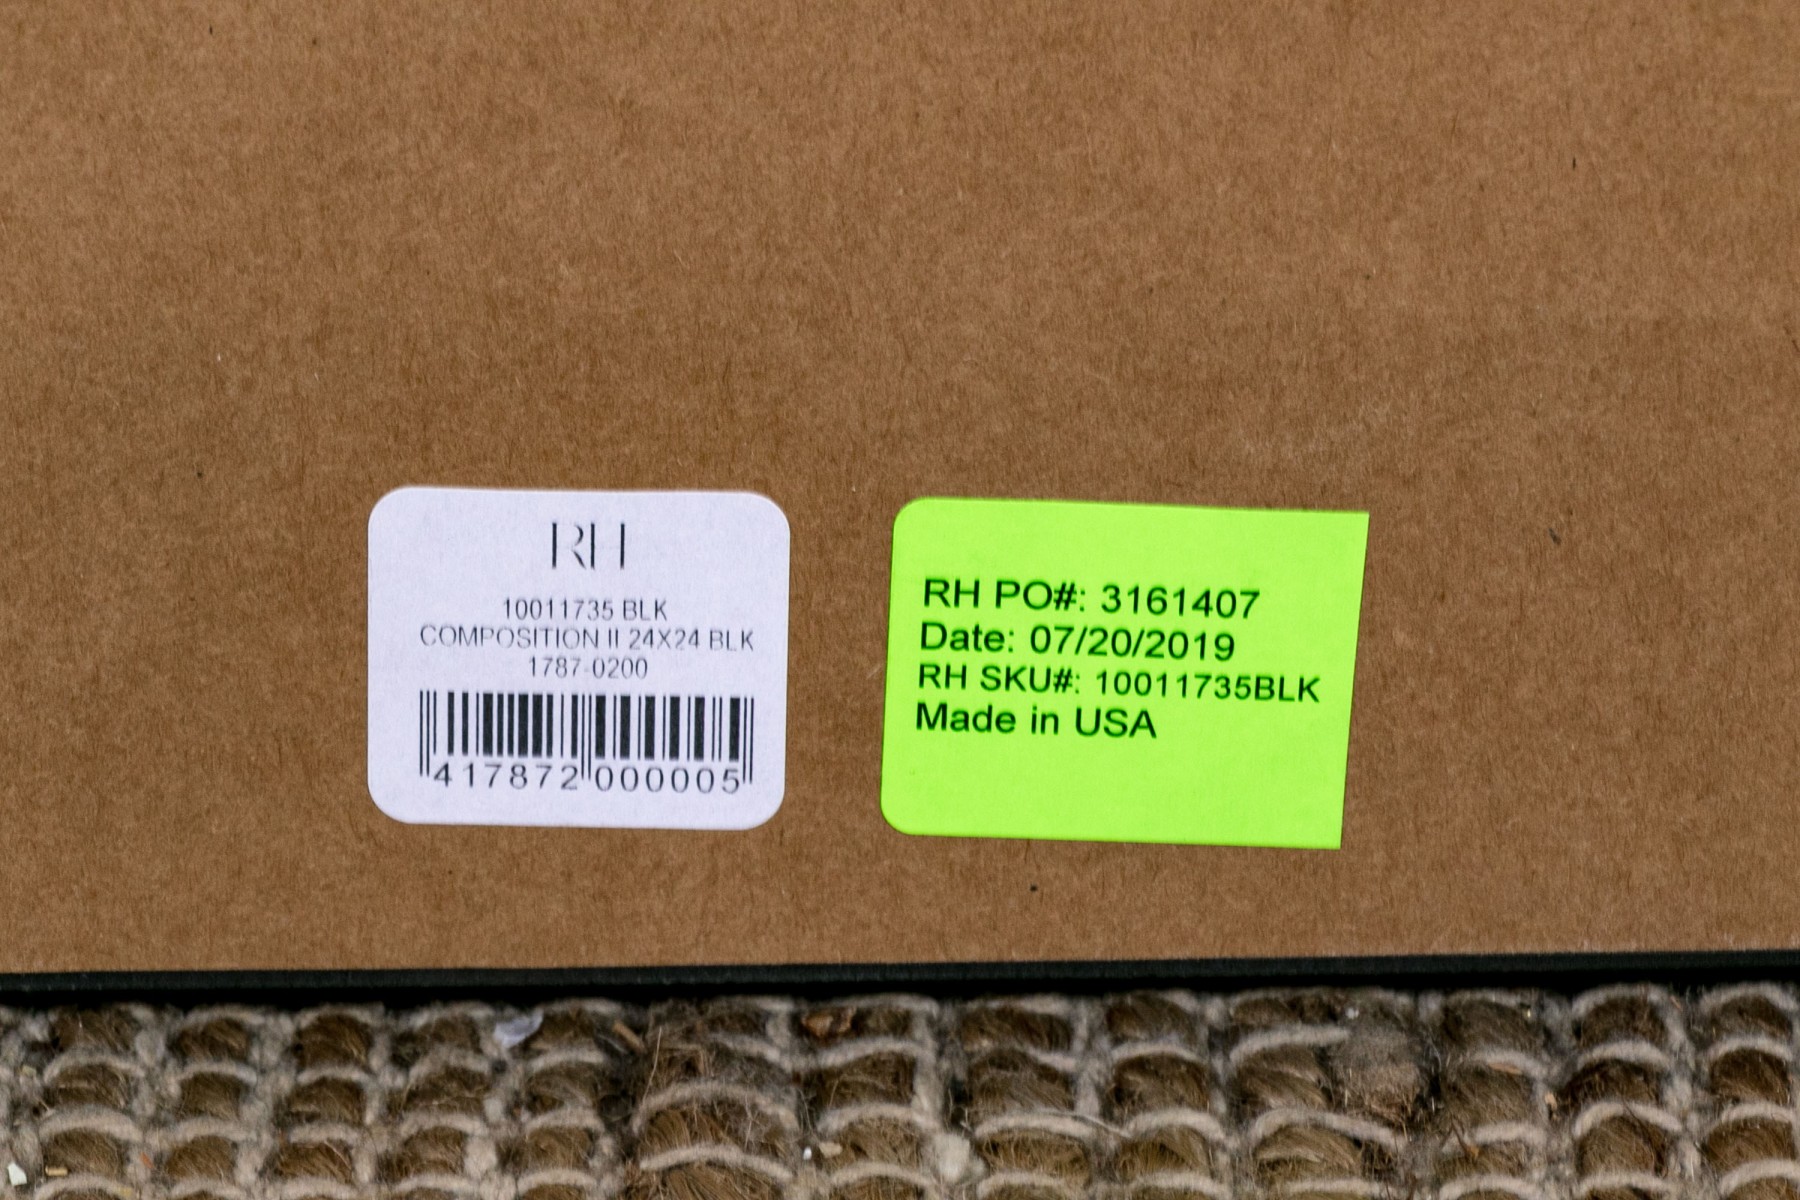 RH
10011735 BLK
COMPOSITION II 24X24 BLK
1787-0200
417872 000005
RH PO#: 3161407
Date: 07/20/2019
RH SKU#: 10011735BLK
Made in USA